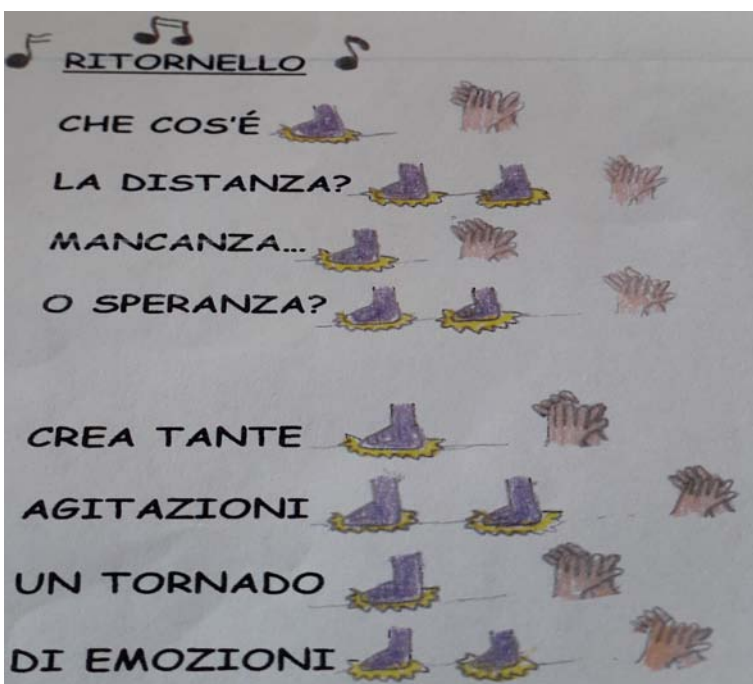 RITORNELLO
CHE COS'É
LA DISTANZA?
MANCANZA...
O SPERANZA?
CREA TANTE
AGITAZIONI
UN TORNADO
DI EMOZIONI